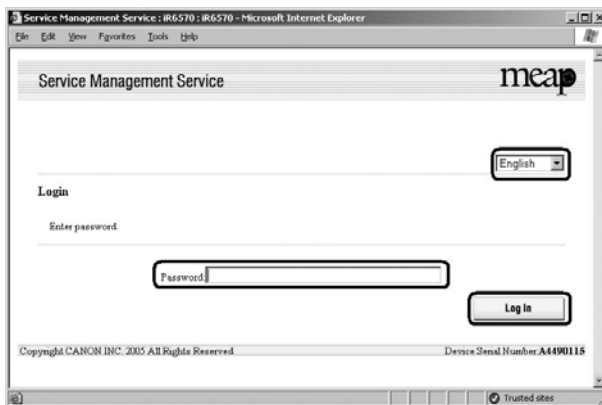 Service Management Service : iR6570 : iR6570 - Microsoft Internet Explorer
File Edit View Favorites Tools Help
Service Management Service
meap
English
Login
Enter password.
Password:
Log In
Copyright CANON INC. 2005 All Rights Reserved
Device Serial Number:A4490115
Trusted sites